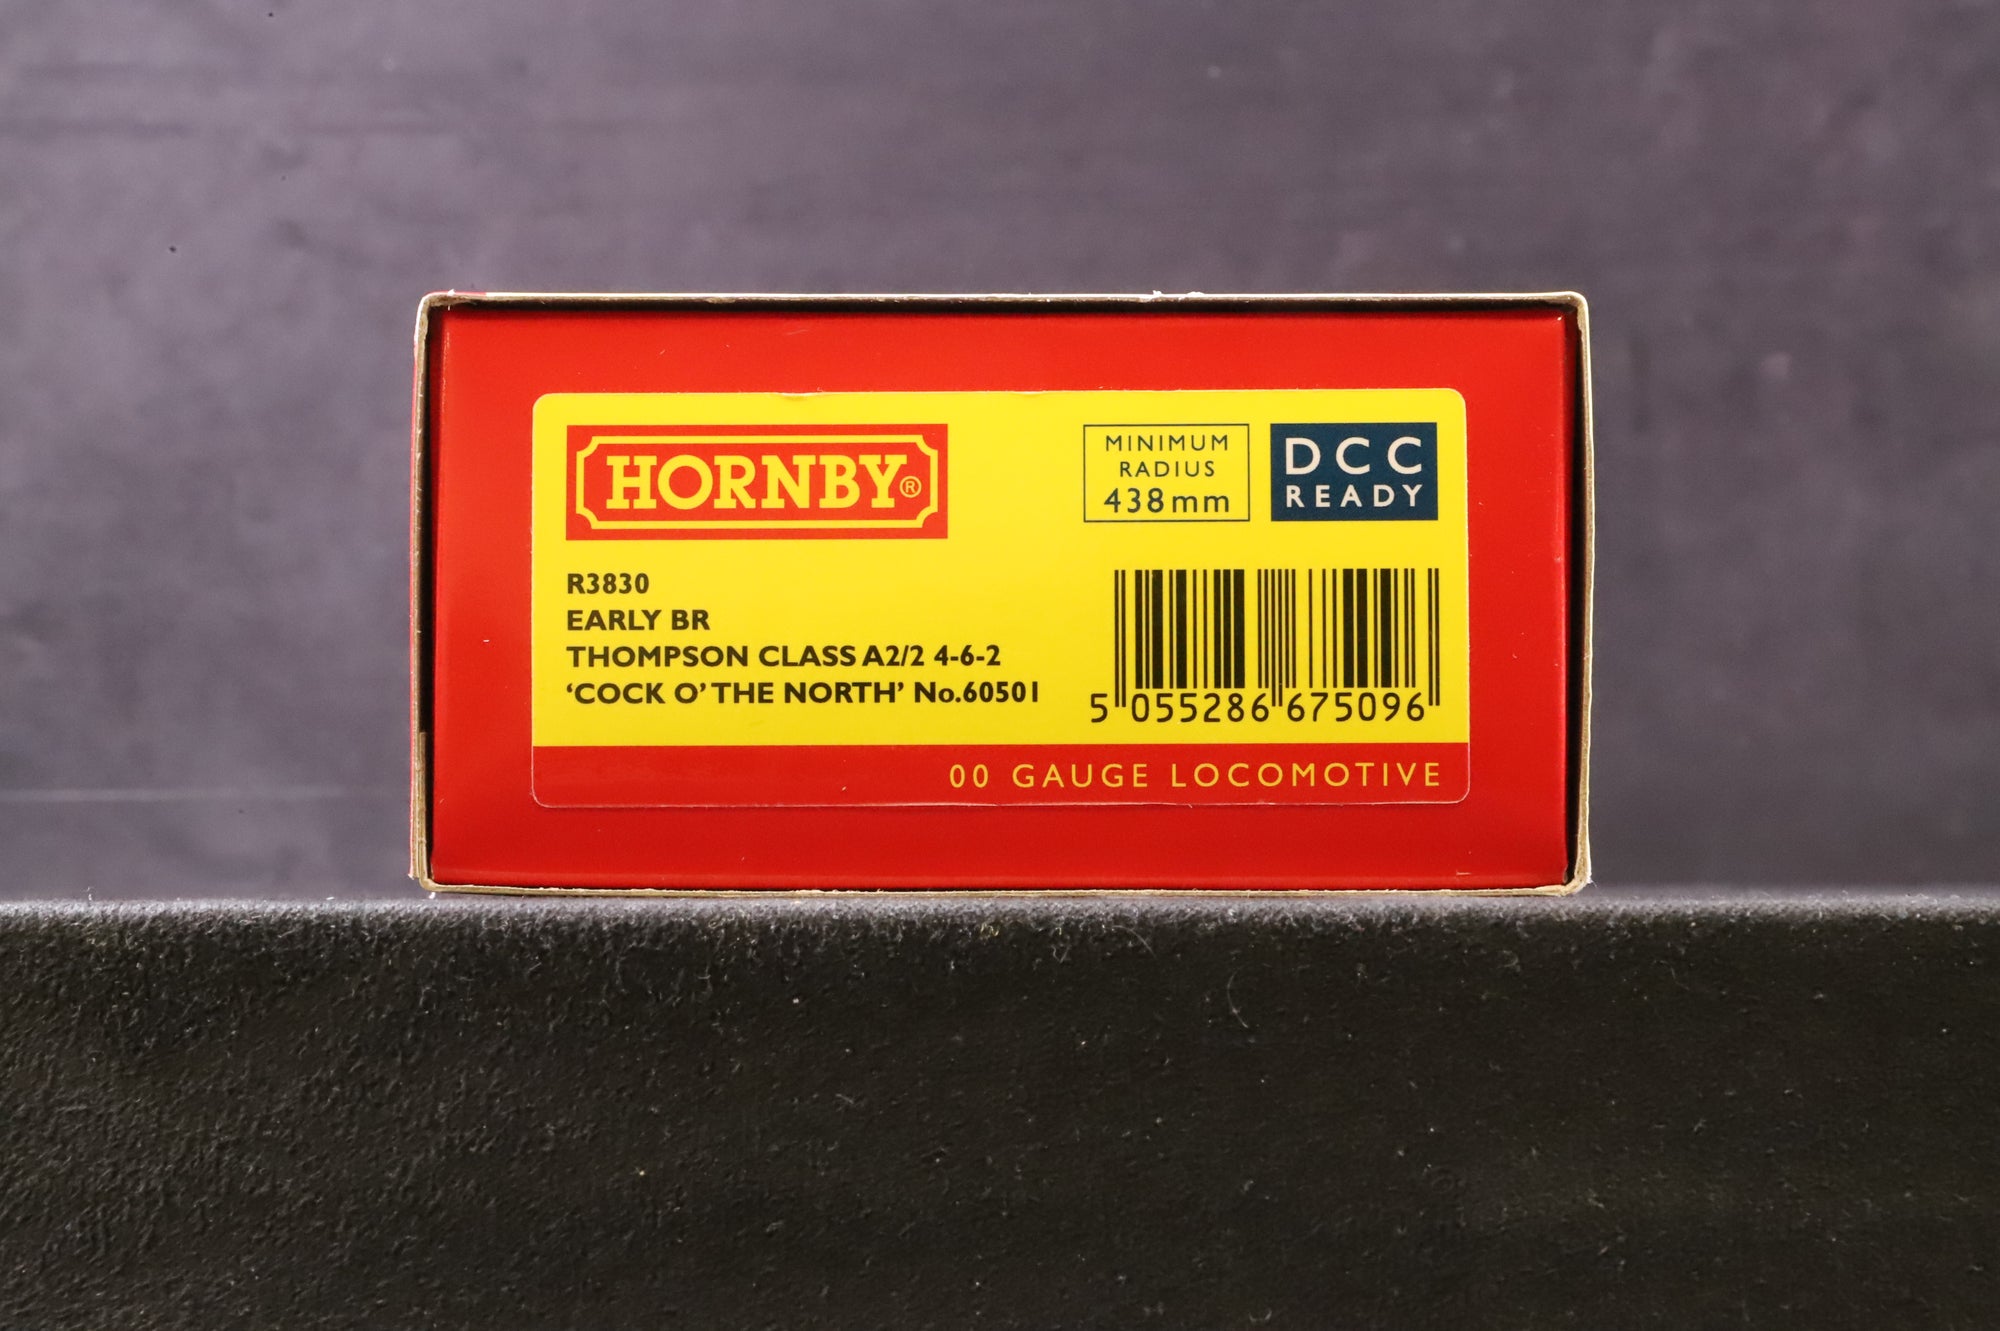 HORNBY®
MINIMUM
RADIUS
438mm
DCC
READY
R3830
EARLY BR
THOMPSON CLASS A2/2 4-6-2
‘COCK O’ THE NORTH’ No.60501
5 055286 675096
00 GAUGE LOCOMOTIVE